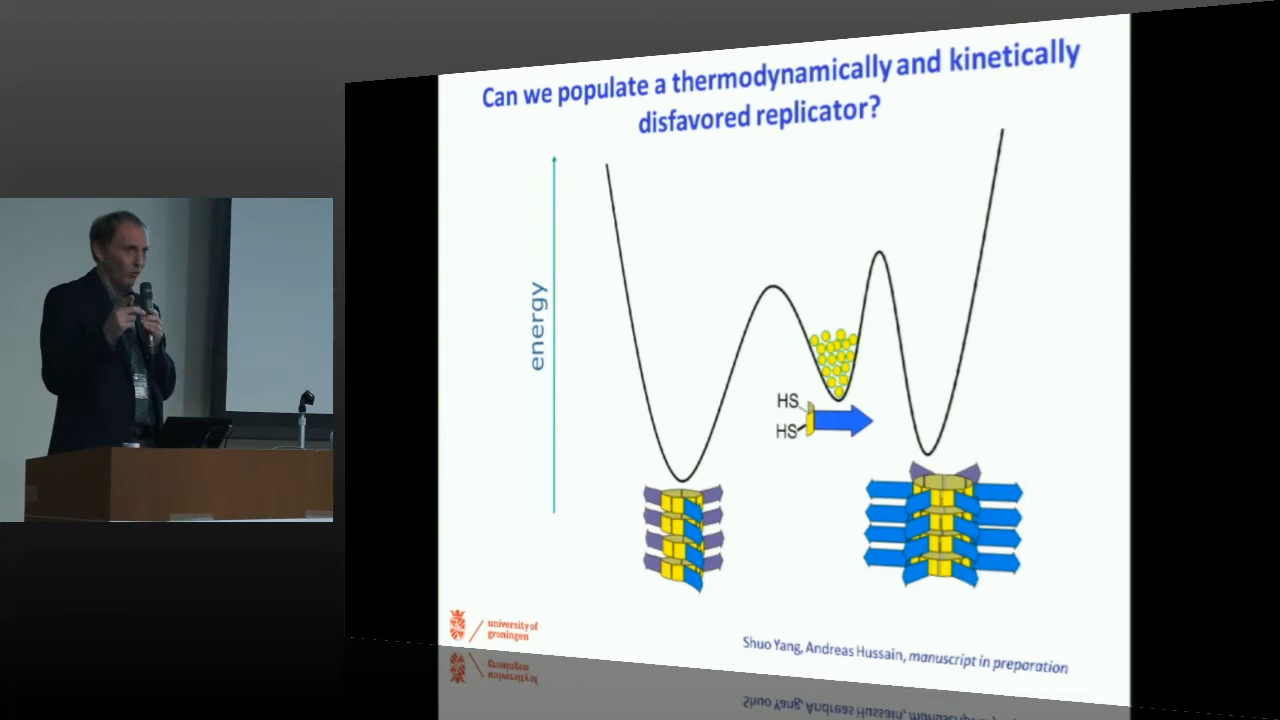 Can we populate a thermodynamically and kinetically
disfavored replicator?
energy
HS
HS
university of
groningen
Shuo Yang, Andreas Hussain, manuscript in preparation